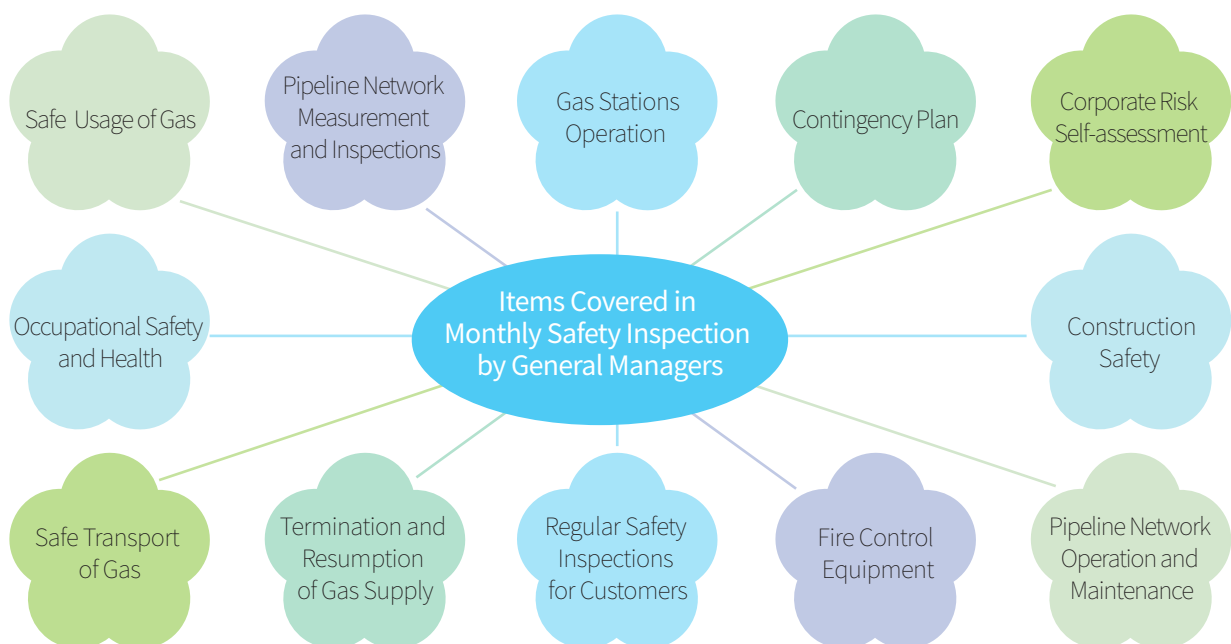 Safe Usage of Gas
Pipeline Network
Measurement
and Inspections
Gas Stations
Operation
Contingency Plan
Corporate Risk
Self-assessment
Occupational Safety
and Health
Items Covered in
Monthly Safety Inspection
by General Managers
Construction
Safety
Safe Transport
of Gas
Termination and
Resumption
of Gas Supply
Regular Safety
Inspections
for Customers
Fire Control
Equipment
Pipeline Network
Operation and
Maintenance